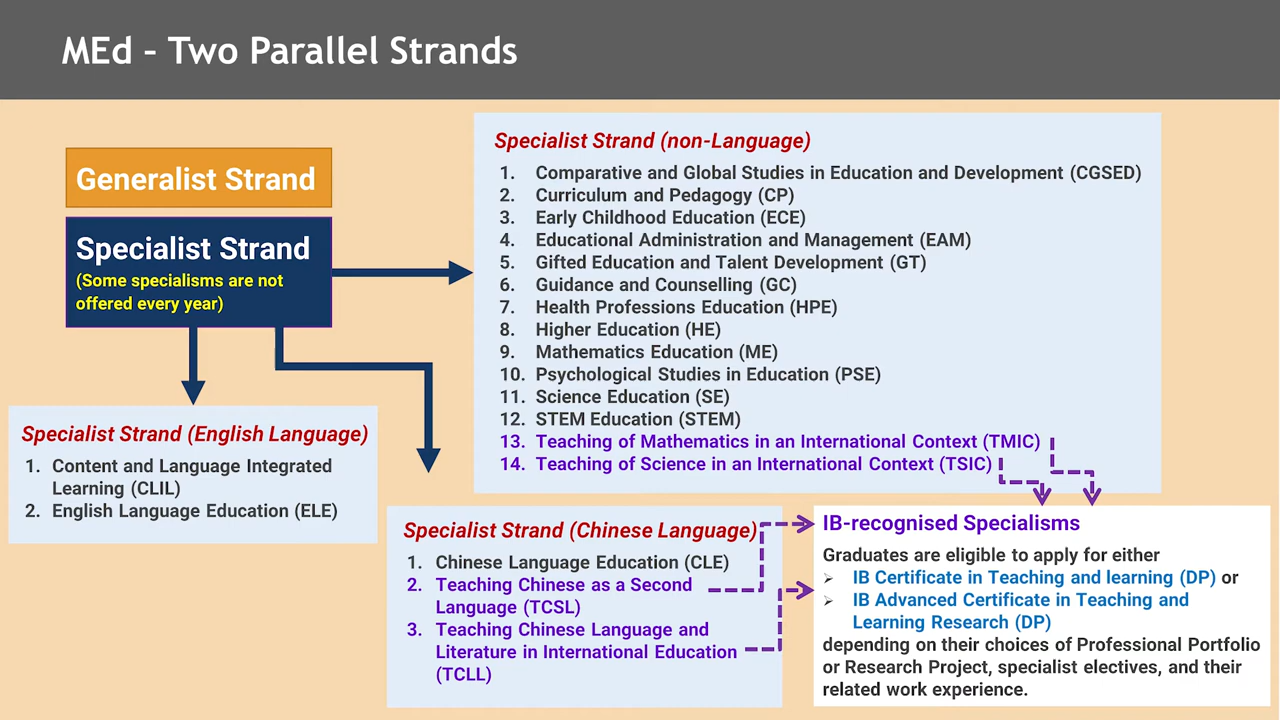 MEd – Two Parallel Strands
Generalist Strand
Specialist Strand
(Some specialisms are not
offered every year)
Specialist Strand (non-Language)
1. Comparative and Global Studies in Education and Development (CGSED)
2. Curriculum and Pedagogy (CP)
3. Early Childhood Education (ECE)
4. Educational Administration and Management (EAM)
5. Gifted Education and Talent Development (GT)
6. Guidance and Counselling (GC)
7. Health Professions Education (HPE)
8. Higher Education (HE)
9. Mathematics Education (ME)
10. Psychological Studies in Education (PSE)
11. Science Education (SE)
12. STEM Education (STEM)
13. Teaching of Mathematics in an International Context (TMIC)
14. Teaching of Science in an International Context (TSIC)
Specialist Strand (English Language)
1. Content and Language Integrated
Learning (CLIL)
2. English Language Education (ELE)
Specialist Strand (Chinese Language)
1. Chinese Language Education (CLE)
2. Teaching Chinese as a Second
Language (TCSL)
3. Teaching Chinese Language and
Literature in International Education
(TCLL)
IB-recognised Specialisms
Graduates are eligible to apply for either
➢ IB Certificate in Teaching and learning (DP) or
➢ IB Advanced Certificate in Teaching and
Learning Research (DP)
depending on their choices of Professional Portfolio
or Research Project, specialist electives, and their
related work experience.